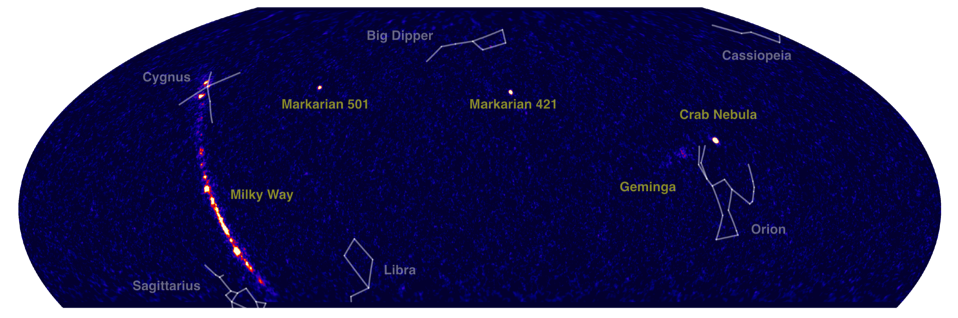 Big Dipper
Cassiopeia
Cygnus
Markarian 501
Markarian 421
Crab Nebula
Geminga
Milky Way
Orion
Libra
Sagittarius